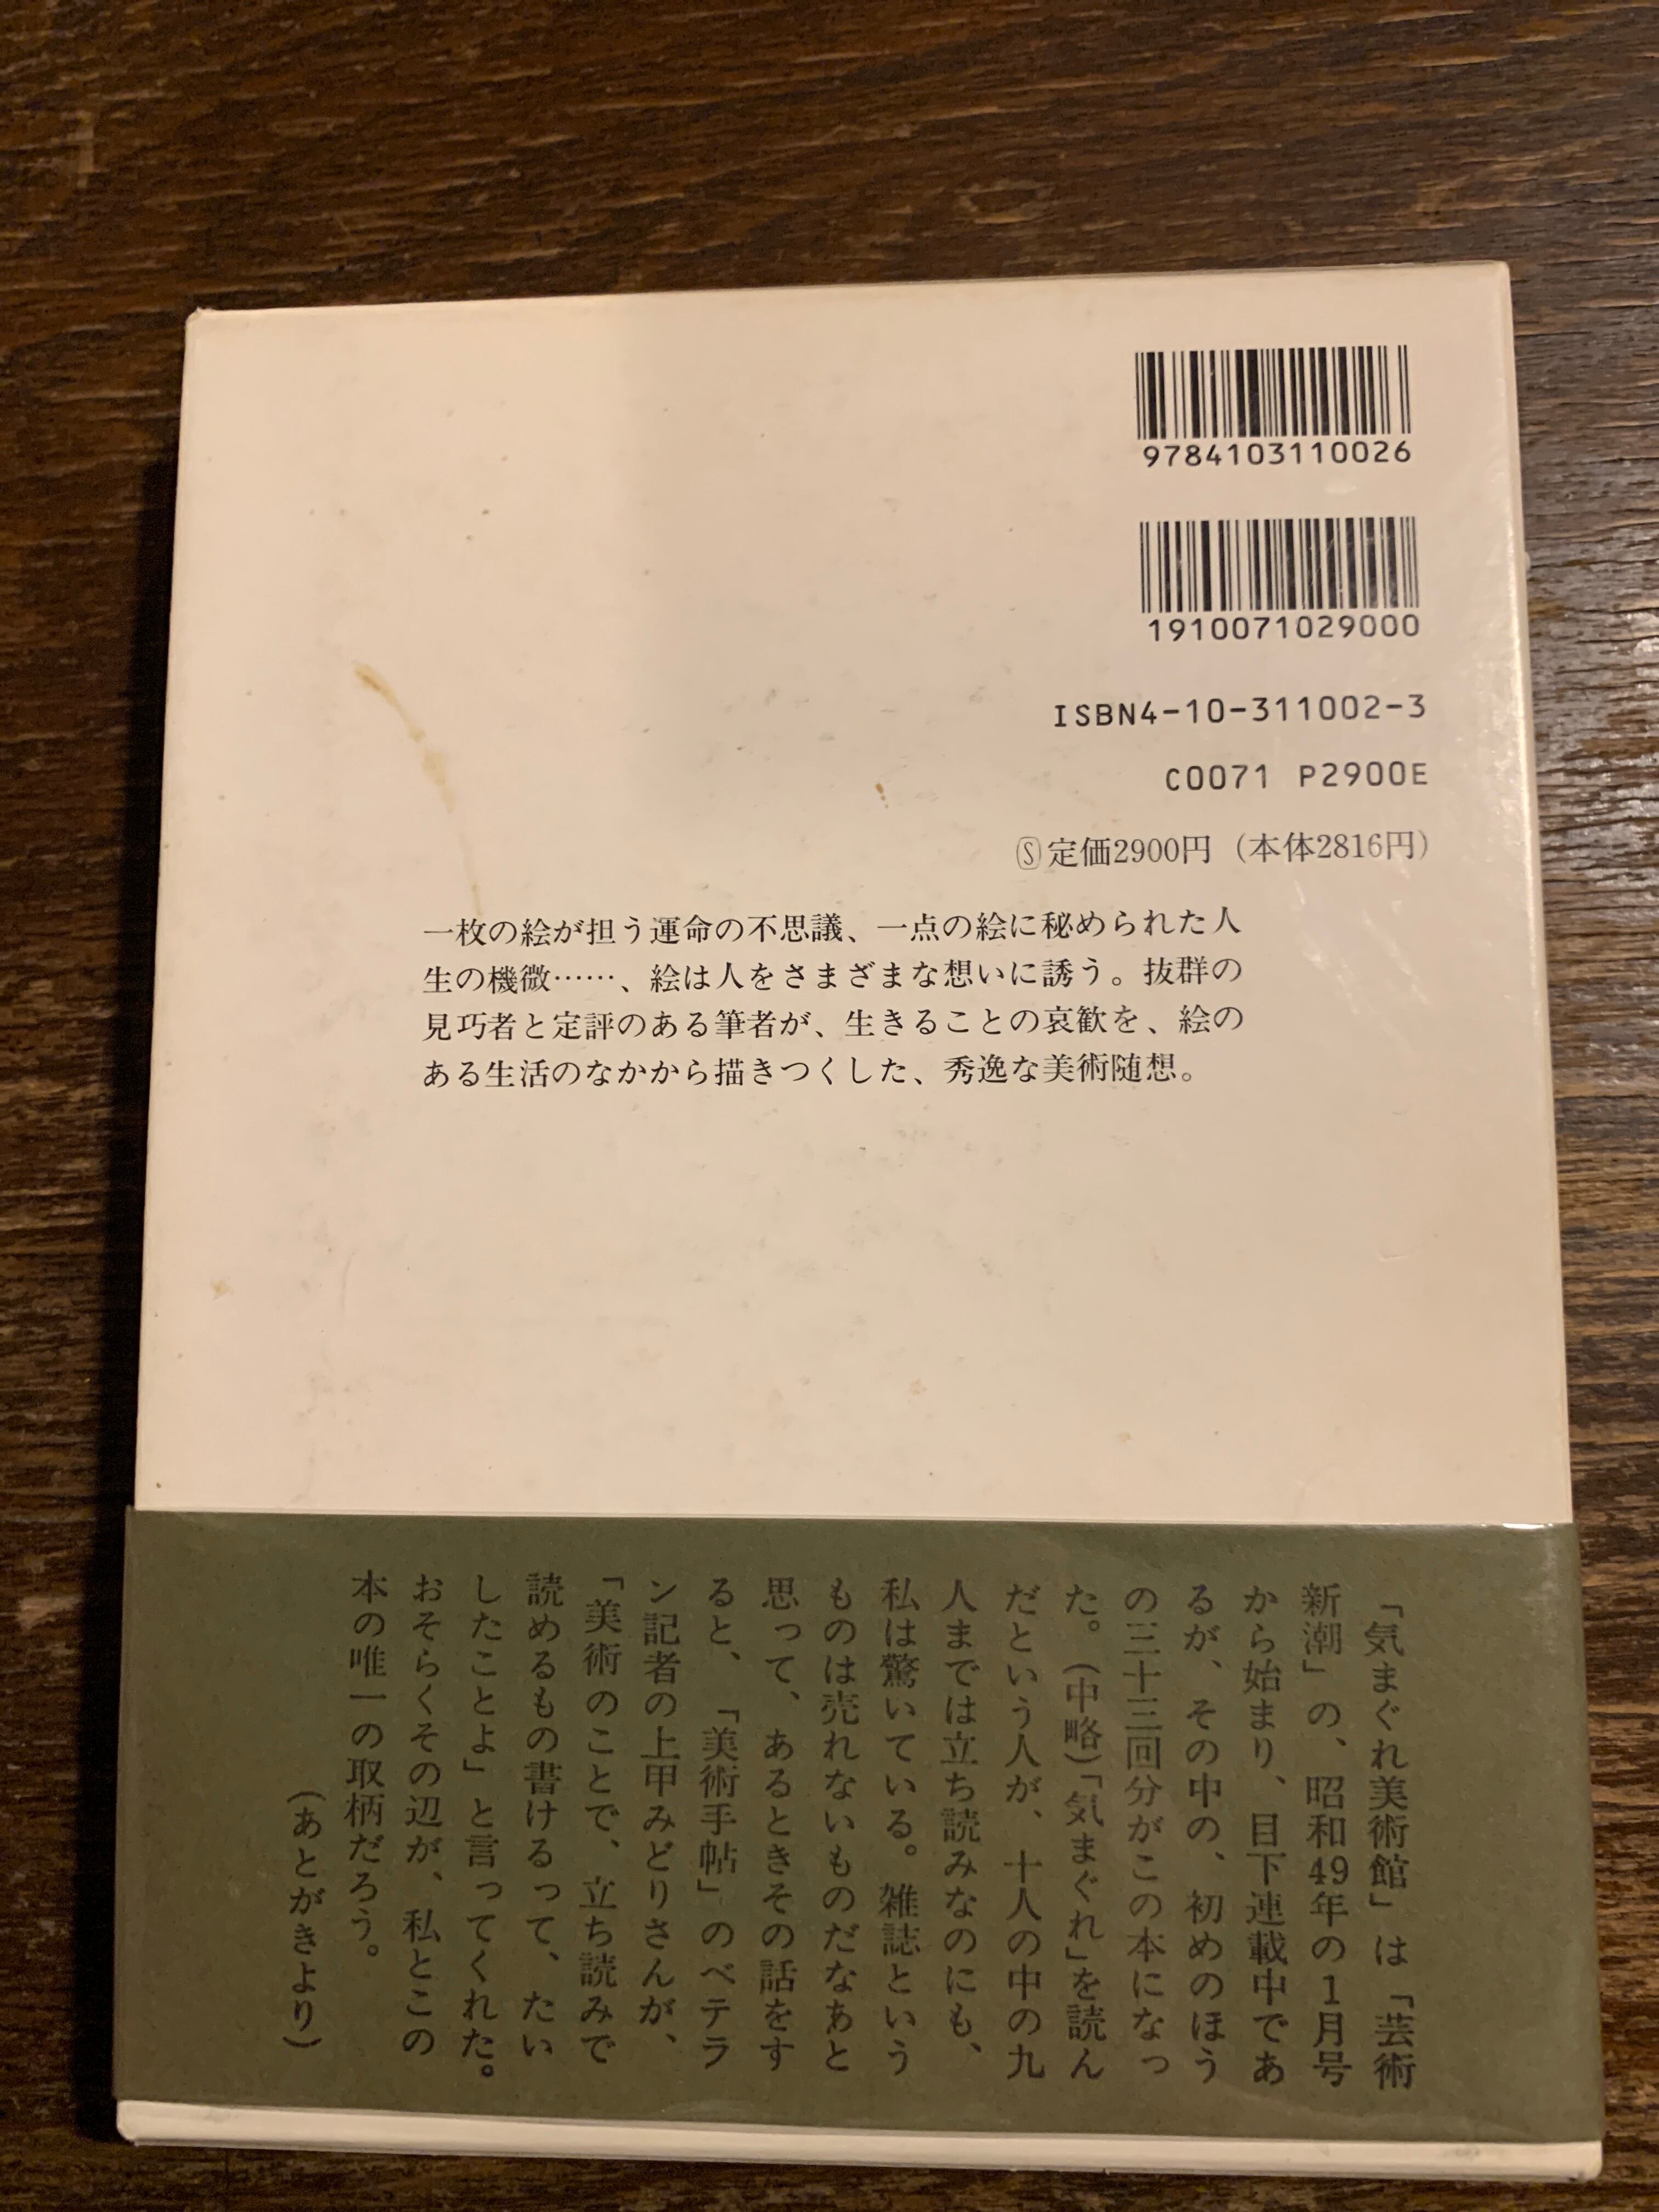 9784103110026
1910071029000
ISBN4-10-311002-3
C0071 P2900E
Ⓢ定価2900円（本体2816円）
一枚の絵が担う運命の不思議、一点の絵に秘められた人
生の機微……、絵は人をさまざまな想いに誘う。抜群の
見巧者と定評のある筆者が、生きることの哀歓を、絵の
ある生活のなかから描きつくした、秀逸な美術随想。
「気まぐれ美術館」は「芸術
新潮」の、昭和49年の1月号
から始まり、目下連載中であ
るが、その中の、初めのほう
の三十三回分がこの本になっ
た。（中略）「気まぐれ」を読ん
だという人が、十人の中の九
人までは立ち読みなのにも、
私は驚いている。雑誌という
ものは売れないものだなあと
思って、あるときその話をす
ると、「美術手帖」のベテラ
ン記者の上甲みどりさんが、
「美術のことで、立ち読みで
読めるもの書けるって、たい
したことよ」と言ってくれた。
おそらくその辺が、私とこの
本の唯一の取柄だろう。
（あとがきより）